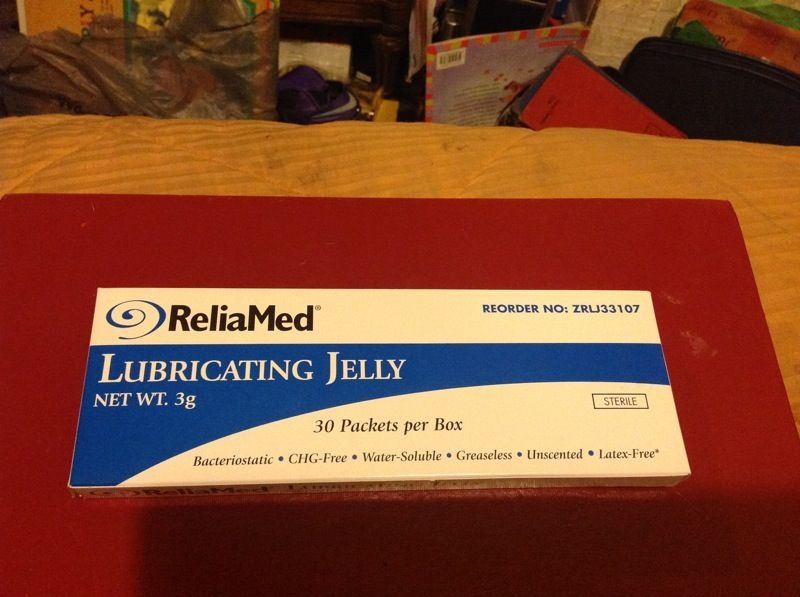 ReliaMed®
REORDER NO: ZRLJ33107
LUBRICATING JELLY
NET WT. 3g
STERILE
30 Packets per Box
Bacteriostatic • CHG-Free • Water-Soluble • Greaseless • Unscented • Latex-Free*
ReliaMed